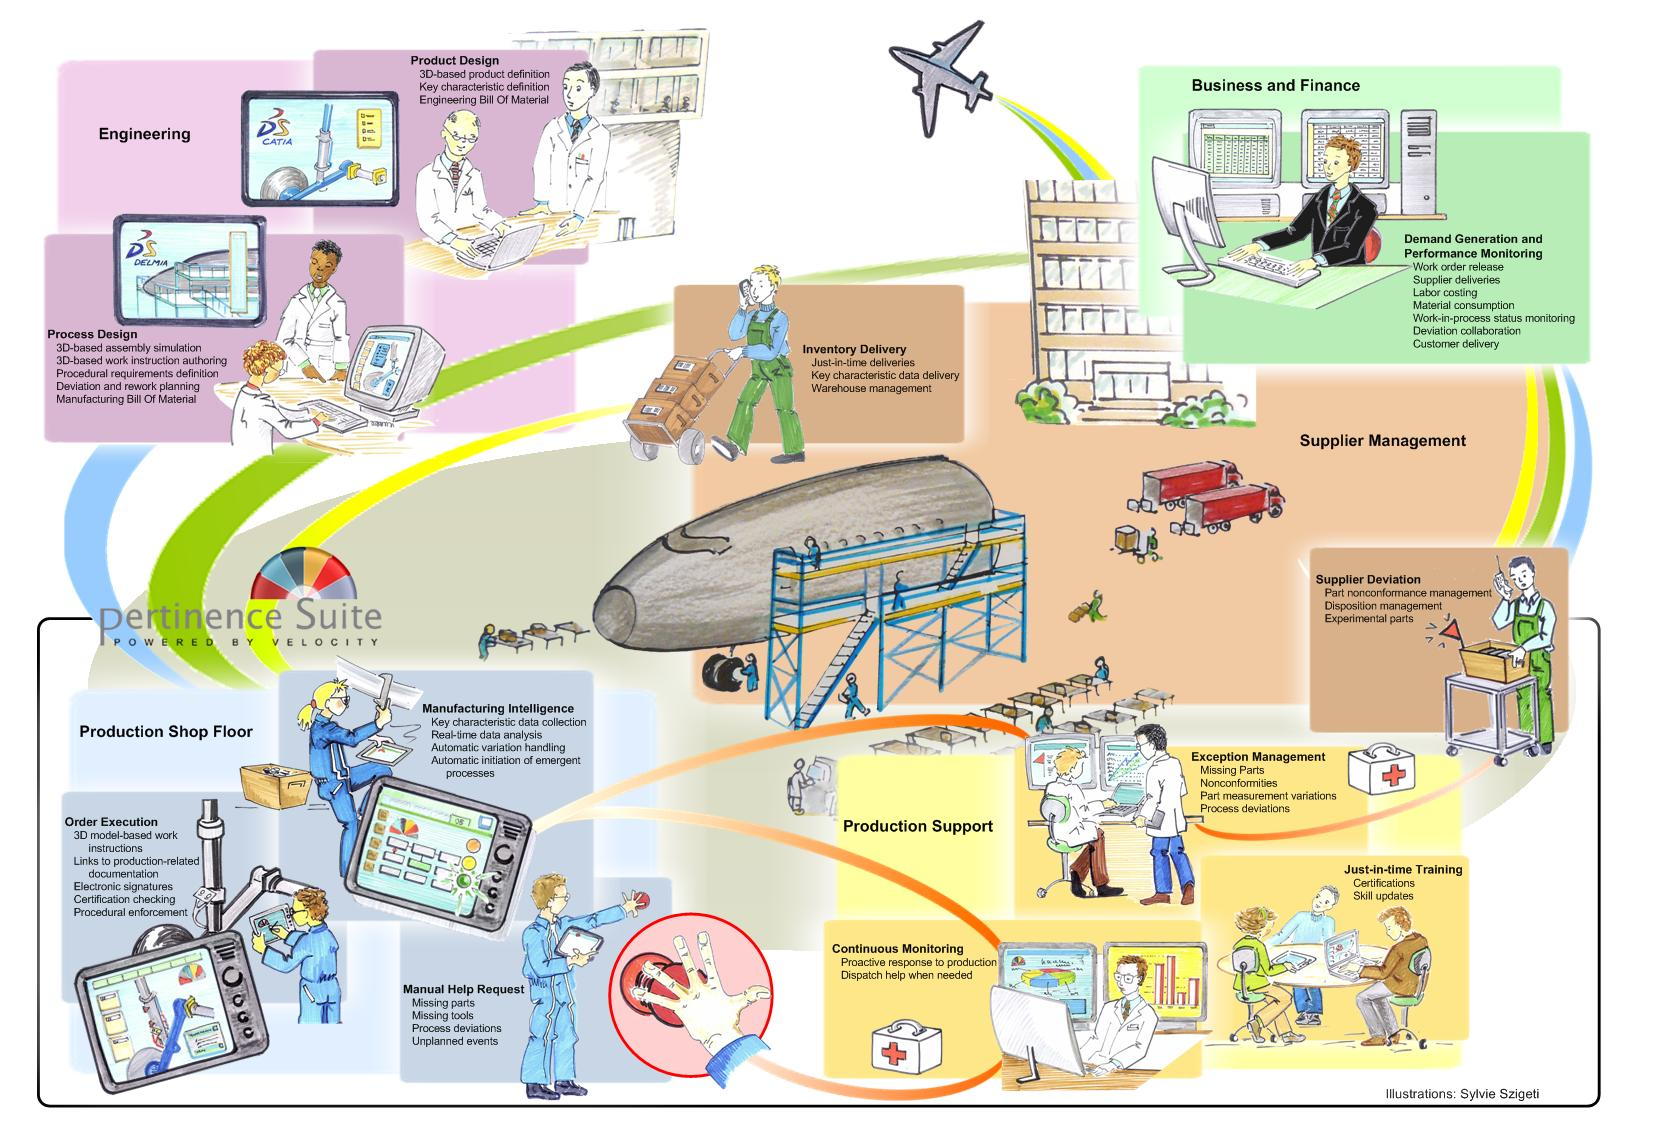 Engineering
Product Design
3D-based product definition
Key characteristic definition
Engineering Bill Of Material
DS
CATIA
DS
DELMIA
Process Design
3D-based assembly simulation
3D-based work instruction authoring
Procedural requirements definition
Deviation and rework planning
Manufacturing Bill Of Material
Business and Finance
Demand Generation and
Performance Monitoring
Work order release
Supplier deliveries
Labor costing
Material consumption
Work-in-process status monitoring
Deviation collaboration
Customer delivery
Inventory Delivery
Just-in-time deliveries
Key characteristic data delivery
Warehouse management
Supplier Management
Supplier Deviation
Part nonconformance management
Disposition management
Experimental parts
pertinence Suite
POWERED BY VELOCITY
Production Shop Floor
Manufacturing Intelligence
Key characteristic data collection
Real-time data analysis
Automatic variation handling
Automatic initiation of emergent
processes
Order Execution
3D model-based work
instructions
Links to production-related
documentation
Electronic signatures
Certification checking
Procedural enforcement
Manual Help Request
Missing parts
Missing tools
Process deviations
Unplanned events
Production Support
Exception Management
Missing Parts
Nonconformities
Part measurement variations
Process deviations
Just-in-time Training
Certifications
Skill updates
Continuous Monitoring
Proactive response to production
Dispatch help when needed
Illustrations: Sylvie Szigeti